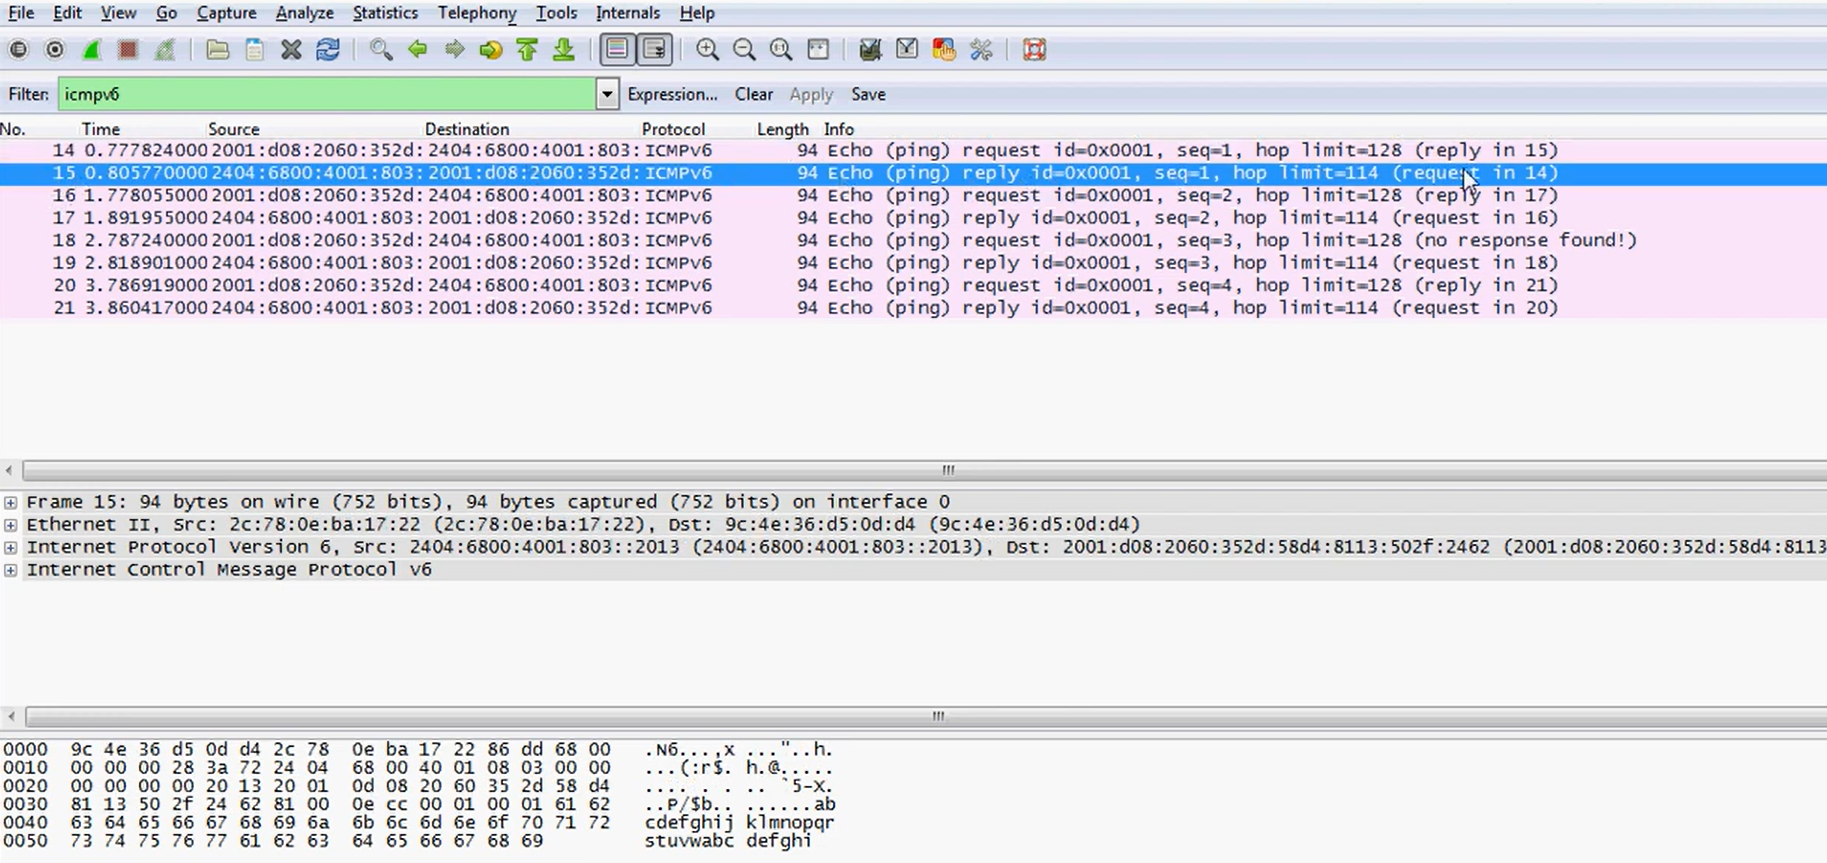 File Edit View Go Capture Analyze Statistics Telephony Tools Internals Help
Filter: icmpv6 Expression... Clear Apply Save
No. Time Source Destination Protocol Length Info
14 0.777824000 2001:d08:2060:352d: 2404:6800:4001:803: ICMPv6 94 Echo (ping) request id=0x0001, seq=1, hop limit=128 (reply in 15)
15 0.805770000 2404:6800:4001:803: 2001:d08:2060:352d: ICMPv6 94 Echo (ping) reply id=0x0001, seq=1, hop limit=114 (request in 14)
16 1.778055000 2001:d08:2060:352d: 2404:6800:4001:803: ICMPv6 94 Echo (ping) request id=0x0001, seq=2, hop limit=128 (reply in 17)
17 1.891955000 2404:6800:4001:803: 2001:d08:2060:352d: ICMPv6 94 Echo (ping) reply id=0x0001, seq=2, hop limit=114 (request in 16)
18 2.787240000 2001:d08:2060:352d: 2404:6800:4001:803: ICMPv6 94 Echo (ping) request id=0x0001, seq=3, hop limit=128 (no response found!)
19 2.818901000 2404:6800:4001:803: 2001:d08:2060:352d: ICMPv6 94 Echo (ping) reply id=0x0001, seq=3, hop limit=114 (request in 18)
20 3.786919000 2001:d08:2060:352d: 2404:6800:4001:803: ICMPv6 94 Echo (ping) request id=0x0001, seq=4, hop limit=128 (reply in 21)
21 3.860417000 2404:6800:4001:803: 2001:d08:2060:352d: ICMPv6 94 Echo (ping) reply id=0x0001, seq=4, hop limit=114 (request in 20)
Frame 15: 94 bytes on wire (752 bits), 94 bytes captured (752 bits) on interface 0
Ethernet II, Src: 2c:78:0e:ba:17:22 (2c:78:0e:ba:17:22), Dst: 9c:4e:36:d5:0d:d4 (9c:4e:36:d5:0d:d4)
Internet Protocol Version 6, Src: 2404:6800:4001:803::2013 (2404:6800:4001:803::2013), Dst: 2001:d08:2060:352d:58d4:8113:502f:2462 (2001:d08:2060:352d:58d4:8113
Internet Control Message Protocol v6
0000 9c 4e 36 d5 0d d4 2c 78 0e ba 17 22 86 dd 68 00 .N6...,x ..."..h.
0010 00 00 00 28 3a 72 24 04 68 00 40 01 08 03 00 00 ...(:r$. h.@.....
0020 00 00 00 00 20 13 20 01 0d 08 20 60 35 2d 58 d4 .... . . .. `5-X.
0030 81 13 50 2f 24 62 81 00 0e cc 00 01 00 01 61 62 ..P/$b.. ......ab
0040 63 64 65 66 67 68 69 6a 6b 6c 6d 6e 6f 70 71 72 cdefghij klmnopqr
0050 73 74 75 76 77 61 62 63 64 65 66 67 68 69 stuvwabc defghi